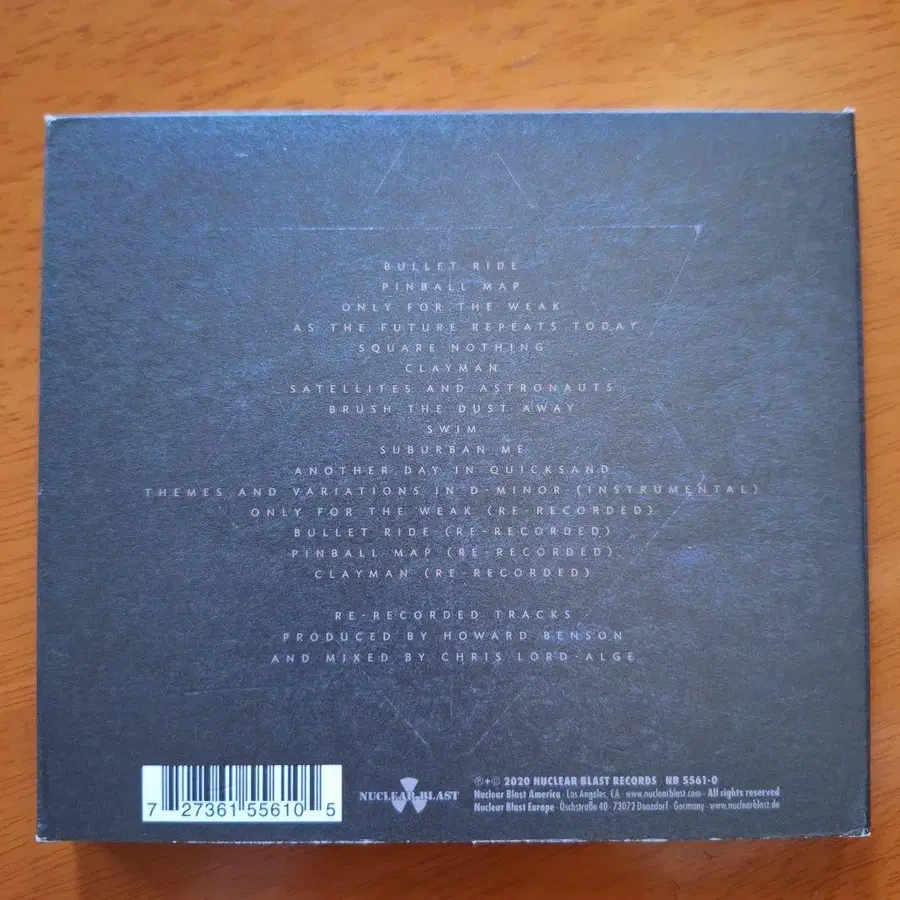 BULLET RIDE
PINBALL MAP
ONLY FOR THE WEAK
AS THE FUTURE REPEATS TODAY
SQUARE NOTHING
CLAYMAN
SATELLITES AND ASTRONAUTS
BRUSH THE DUST AWAY
SWIM
SUBURBAN ME
ANOTHER DAY IN QUICKSAND
THEMES AND VARIATIONS IN D-MINOR (INSTRUMENTAL)
ONLY FOR THE WEAK (RE-RECORDED)
BULLET RIDE (RE-RECORDED)
PINBALL MAP (RE-RECORDED)
CLAYMAN (RE-RECORDED)
RE-RECORDED TRACKS
PRODUCED BY HOWARD BENSON
AND MIXED BY CHRIS LORD-ALGE
7 27361 55610 5
NUCLEAR BLAST
℗+© 2020 NUCLEAR BLAST RECORDS · NB 5561-0
Nuclear Blast America · Los Angeles, CA · www.nuclearblast.com · All rights reserved
Nuclear Blast Europe · Öschstraße 40 · 73072 Donzdorf · Germany · www.nuclearblast.de